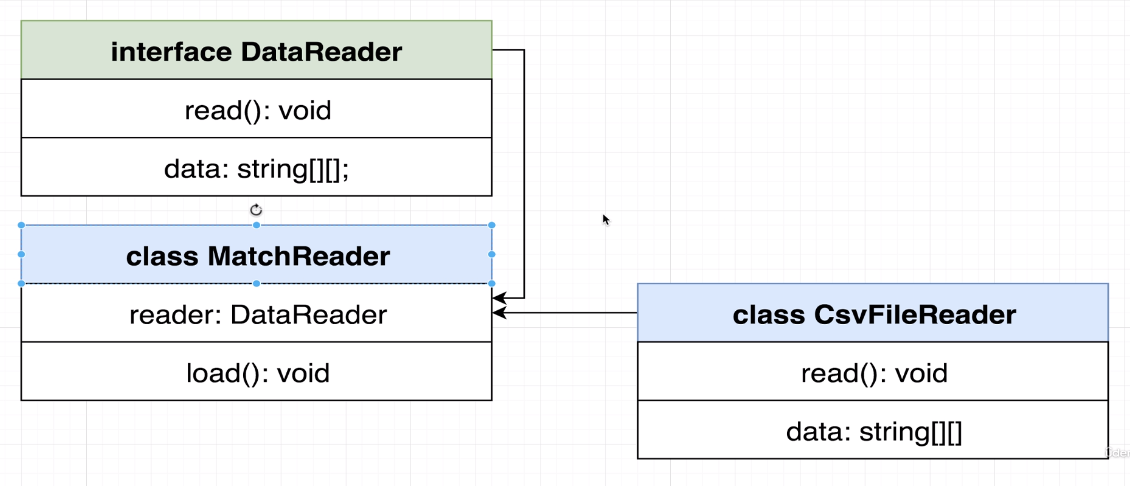 interface DataReader
read(): void
data: string[][];
class MatchReader
reader: DataReader
load(): void
class CsvFileReader
read(): void
data: string[][]